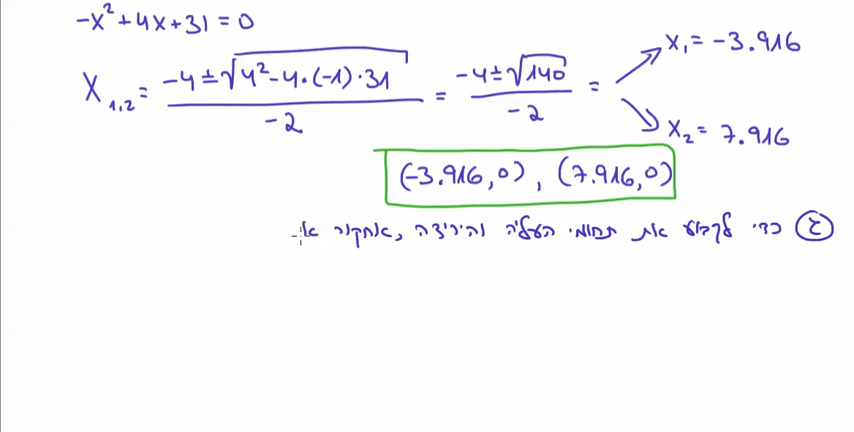 -x²+4x+31=0
x₁,₂ = (-4±√(4²-4·(-1)·31))/(-2) = (-4±√140)/(-2) = x₁=-3.916
x₂=7.916
(-3.916,0), (7.916,0)
ג כדי לקבוע את תחומי העליה והירידה, אחקור